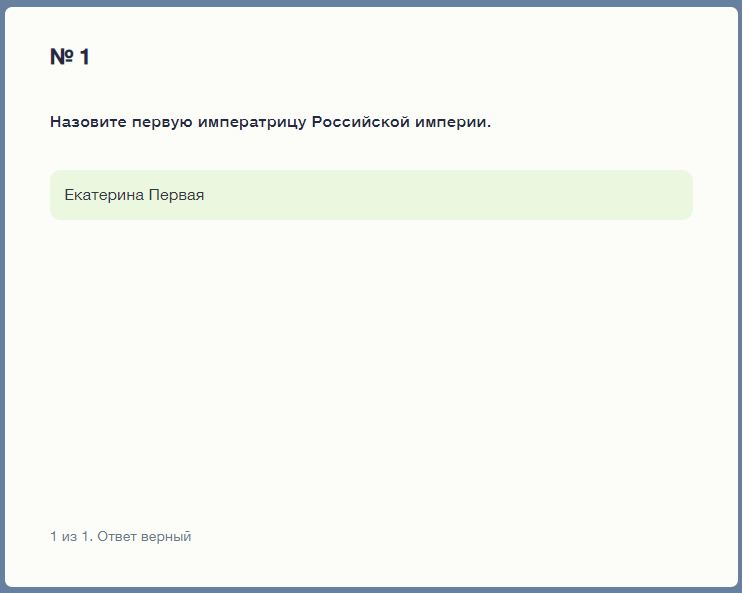 № 1
Назовите первую императрицу Российской империи.
Екатерина Первая
1 из 1. Ответ верный